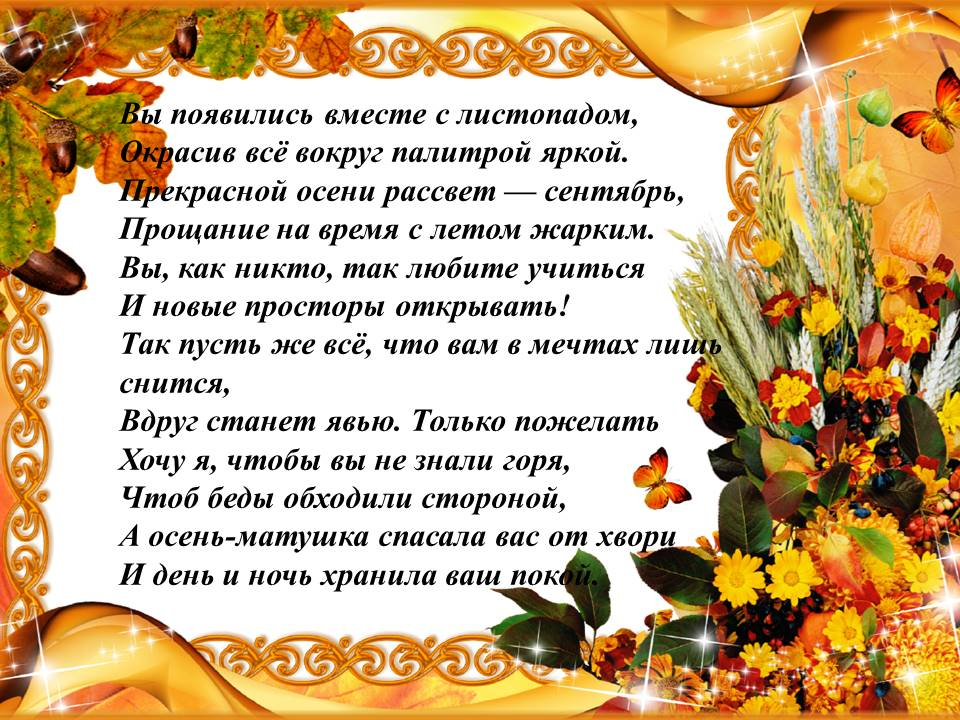 Вы появились вместе с листопадом,
Окрасив всё вокруг палитрой яркой.
Прекрасной осени рассвет — сентябрь,
Прощание на время с летом жарким.
Вы, как никто, так любите учиться
И новые просторы открывать!
Так пусть же всё, что вам в мечтах лишь
снится,
Вдруг станет явью. Только пожелать
Хочу я, чтобы вы не знали горя,
Чтоб беды обходили стороной,
А осень-матушка спасала вас от хвори
И день и ночь хранила ваш покой.